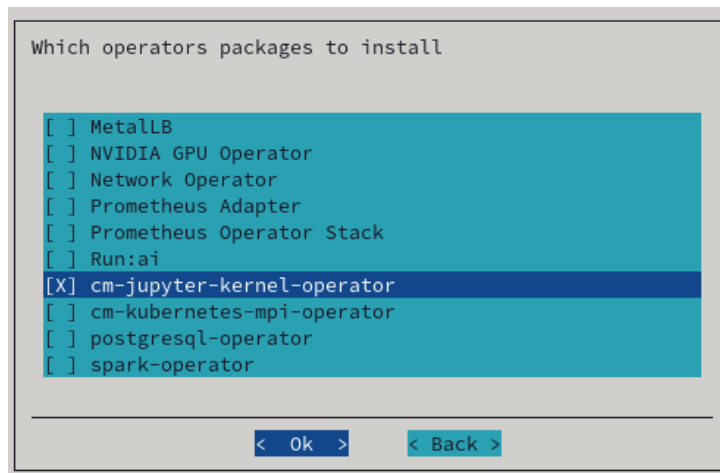 Which operators packages to install
[ ] MetalLB
[ ] NVIDIA GPU Operator
[ ] Network Operator
[ ] Prometheus Adapter
[ ] Prometheus Operator Stack
[ ] Run:ai
[X] cm-jupyter-kernel-operator
[ ] cm-kubernetes-mpi-operator
[ ] postgresql-operator
[ ] spark-operator
< Ok > < Back >